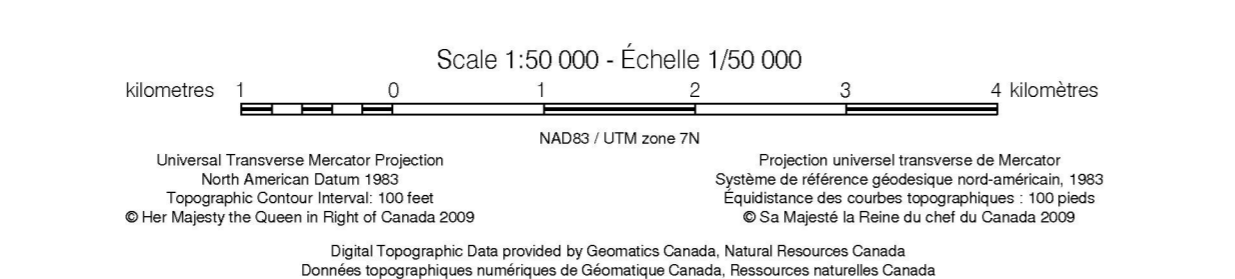 Scale 1:50 000 - Échelle 1/50 000
kilometres 1 0 1 2 3 4 kilomètres
NAD83 / UTM zone 7N
Universal Transverse Mercator Projection
North American Datum 1983
Topographic Contour Interval: 100 feet
© Her Majesty the Queen in Right of Canada 2009
Projection universel transverse de Mercator
Système de référence géodesique nord-américain, 1983
Équidistance des courbes topographiques : 100 pieds
© Sa Majesté la Reine du chef du Canada 2009
Digital Topographic Data provided by Geomatics Canada, Natural Resources Canada
Données topographiques numériques de Géomatique Canada, Ressources naturelles Canada